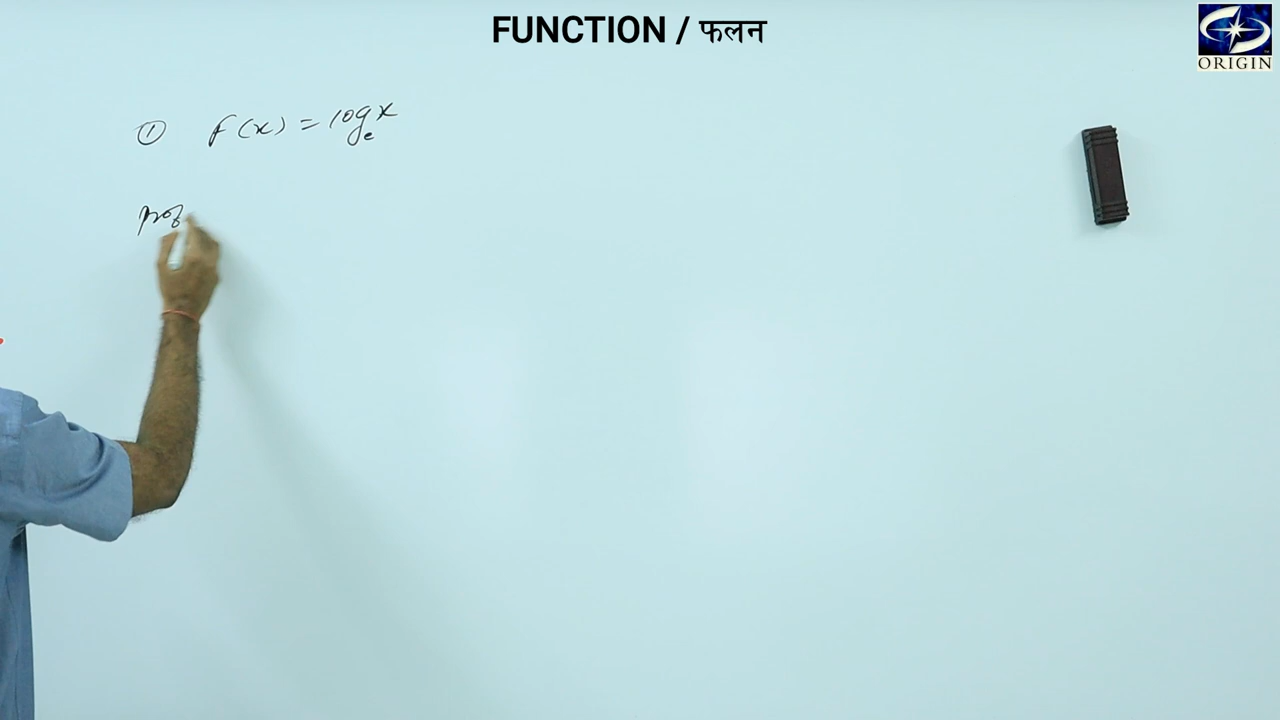 FUNCTION / फलन
ORIGIN
① f(x) = logₑx